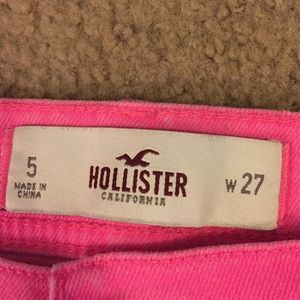 5
MADE IN
CHINA
HOLLISTER
CALIFORNIA
W 27